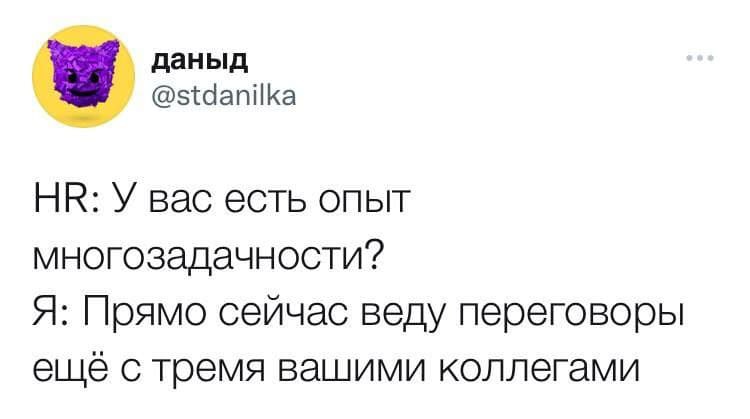 даныд
@stdanilka
HR: У вас есть опыт
многозадачности?
Я: Прямо сейчас веду переговоры
ещё с тремя вашими коллегами